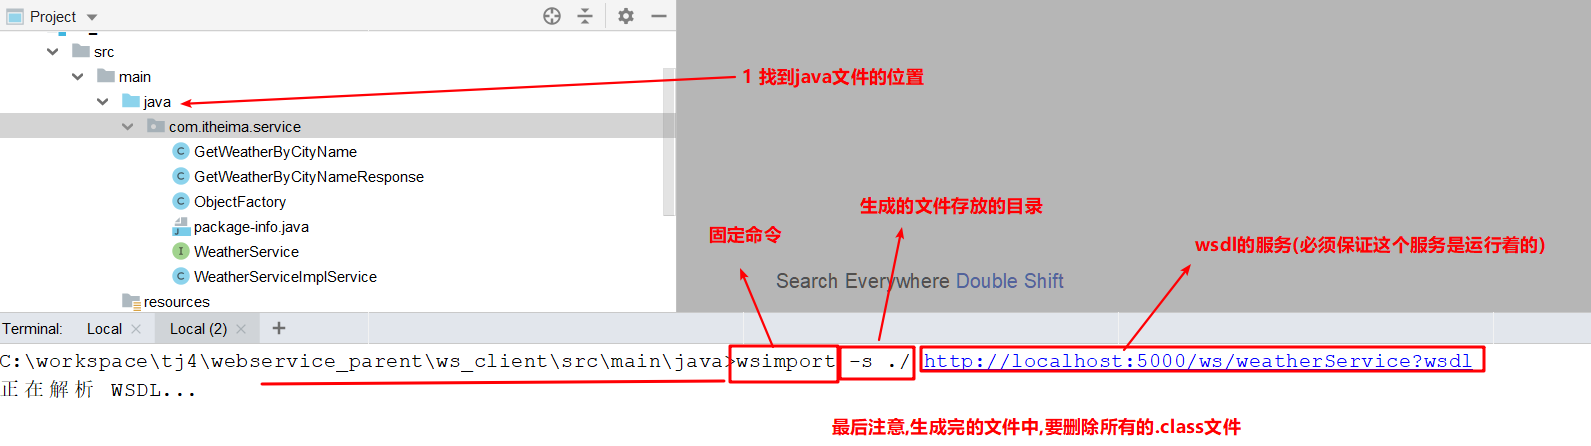 Project
src
main
1 找到java文件的位置
java
com.itheima.service
GetWeatherByCityName
GetWeatherByCityNameResponse
ObjectFactory
package-info.java
WeatherService
WeatherServiceImplService
resources
生成的文件存放的目录
固定命令
wsdl的服务(必须保证这个服务是运行着的)
Search Everywhere Double Shift
Terminal: Local Local (2)
C:\workspace\tj4\webservice_parent\ws_client\src\main\java>wsimport -s ./ http://localhost:5000/ws/weatherService?wsdl
正在解析 WSDL...
最后注意,生成完的文件中,要删除所有的.class文件